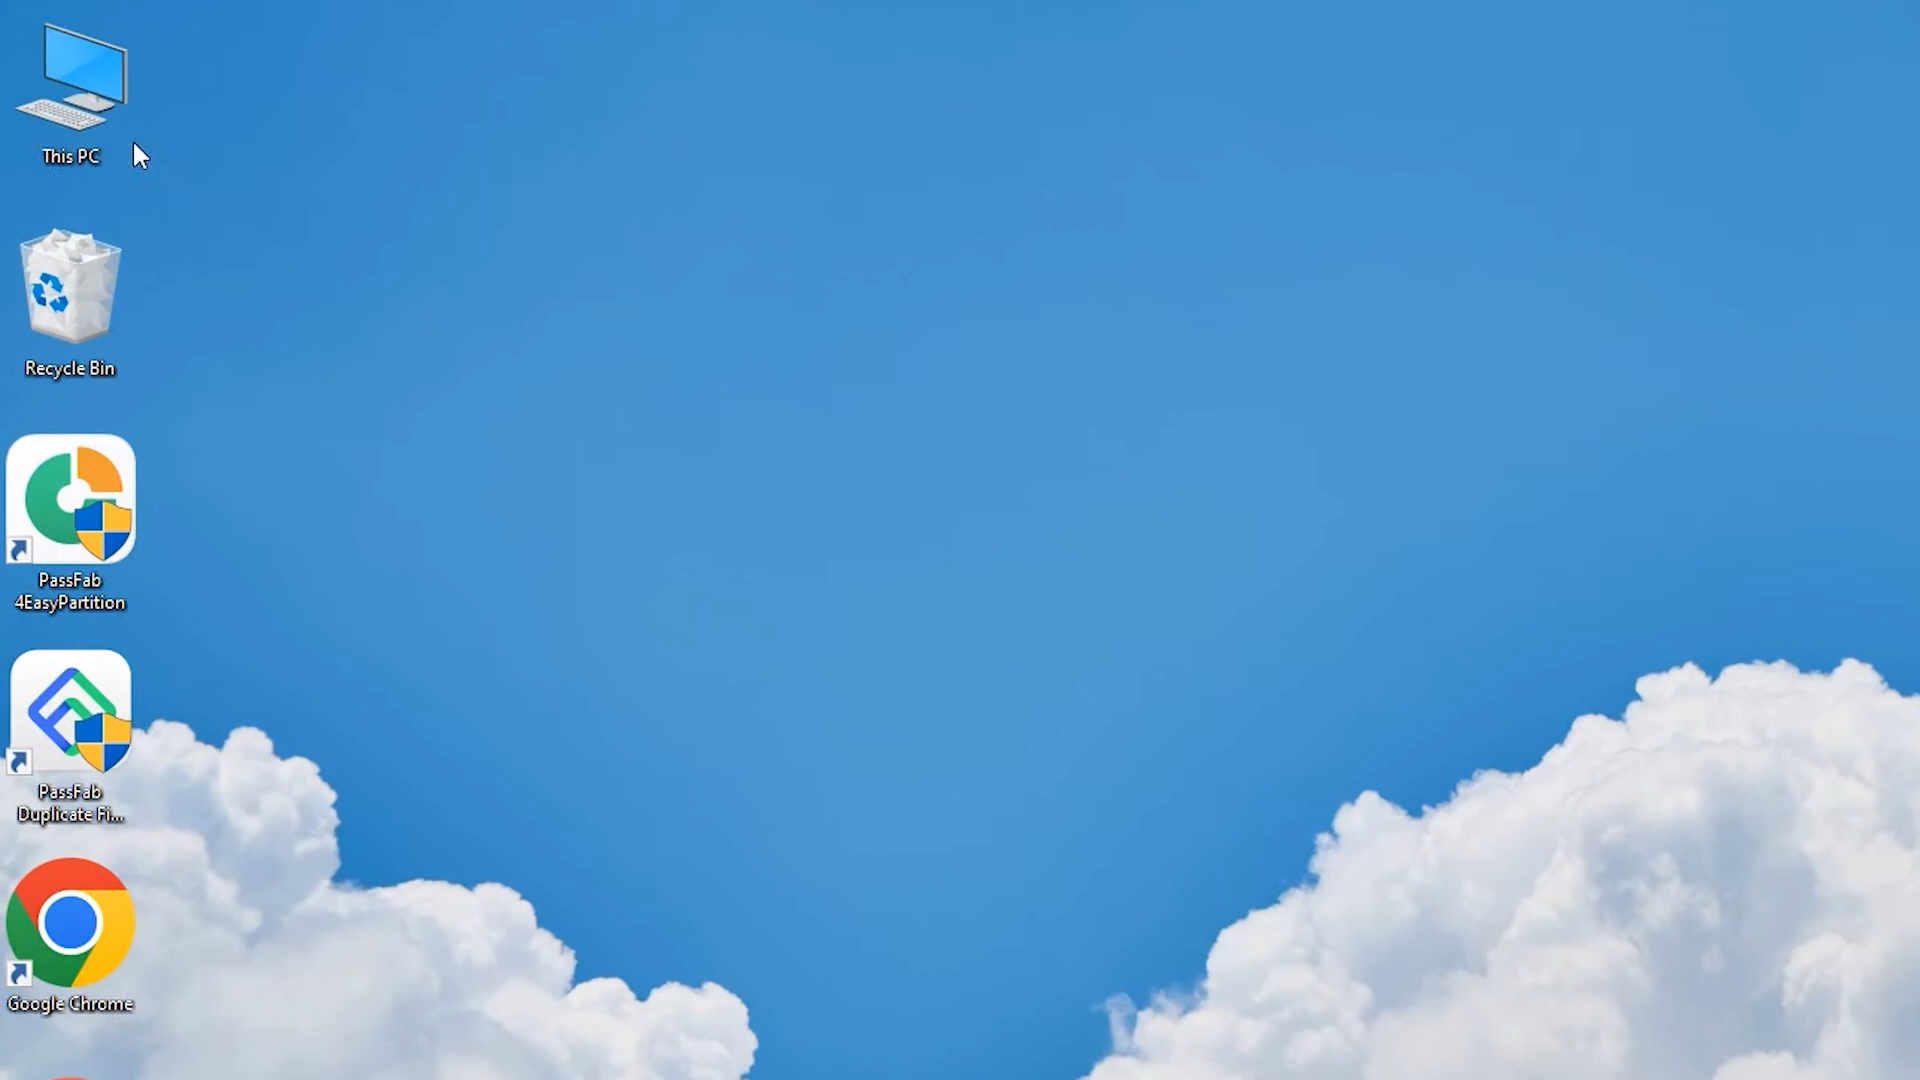 This PC
Recycle Bin
PassFab
4EasyPartition
PassFab
Duplicate Fi...
Google Chrome